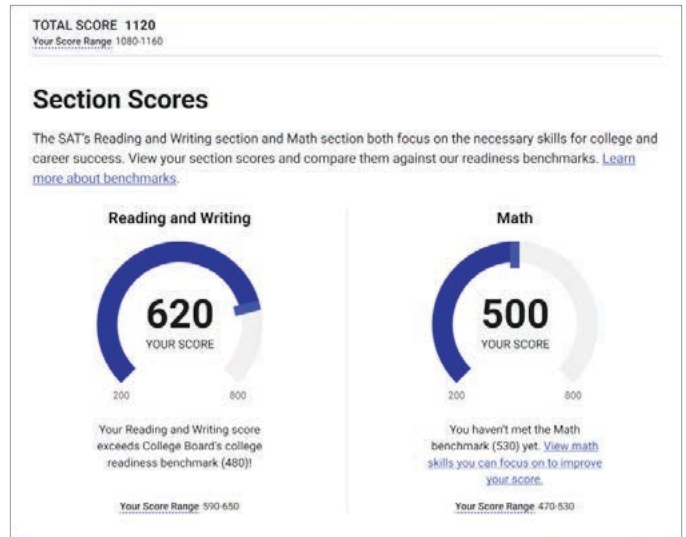 TOTAL SCORE 1120
Your Score Range 1080-1160
Section Scores
The SAT's Reading and Writing section and Math section both focus on the necessary skills for college and
career success. View your section scores and compare them against our readiness benchmarks. Learn
more about benchmarks.
Reading and Writing
620
YOUR SCORE
200 800
Your Reading and Writing score
exceeds College Board's college
readiness benchmark (480)!
Your Score Range 590-650
Math
500
YOUR SCORE
200 800
You haven't met the Math
benchmark (530) yet. View math
skills you can focus on to improve
your score.
Your Score Range 470-530